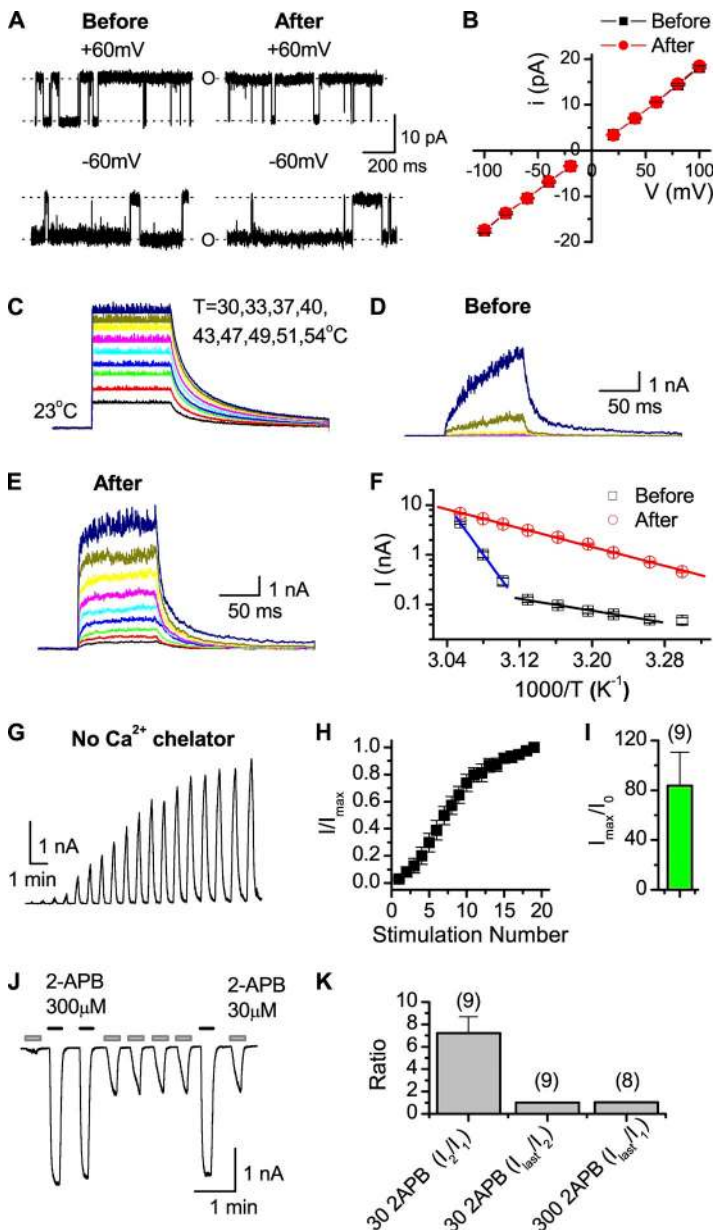 A Before After
+60mV +60mV
O
10 pA
200 ms
-60mV -60mV
O
B
Before
After
i (pA)
20
10
-100 -50 0 50 100
V (mV)
-10
-20
C
T=30,33,37,40,
43,47,49,51,54°C
23°C
D Before
1 nA
50 ms
E After
1 nA
50 ms
F
Before
After
I (nA)
10
1
0.1
3.04 3.12 3.20 3.28
1000/T (K⁻¹)
G No Ca²⁺ chelator
1 nA
1 min
H
I/Imax
1.0
0.8
0.6
0.4
0.2
0.0
0 5 10 15 20
Stimulation Number
I
(9)
Imax/I0
120
80
40
0
J
2-APB 2-APB
300µM 30µM
1 nA
1 min
K
Ratio
10
8
6
4
2
0
(9)
(9) (8)
30 2APB (I2/I1)
30 2APB (Ilast/I2)
300 2APB (Ilast/I1)